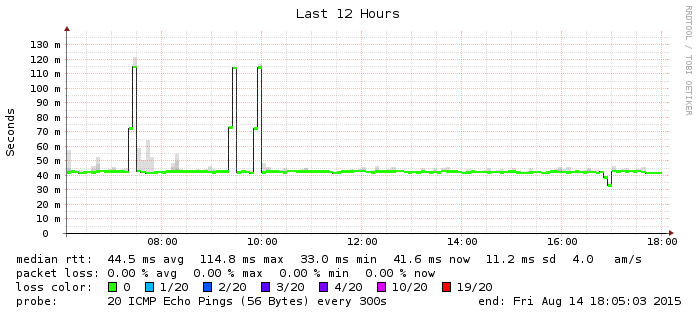 Last 12 Hours
RRDTOOL / TOBI OETIKER
Seconds
130 m
120 m
110 m
100 m
90 m
80 m
70 m
60 m
50 m
40 m
30 m
20 m
10 m
0
08:00 10:00 12:00 14:00 16:00 18:00
median rtt: 44.5 ms avg 114.8 ms max 33.0 ms min 41.6 ms now 11.2 ms sd 4.0 am/s
packet loss: 0.00 % avg 0.00 % max 0.00 % min 0.00 % now
loss color: 0 1/20 2/20 3/20 4/20 10/20 19/20
probe: 20 ICMP Echo Pings (56 Bytes) every 300s end: Fri Aug 14 18:05:03 2015